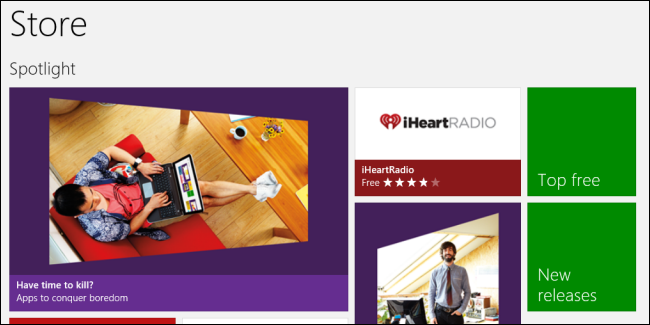 Store
Spotlight
iHeartRADIO
iHeartRadio
Free
Top free
Have time to kill?
Apps to conquer boredom
New
releases